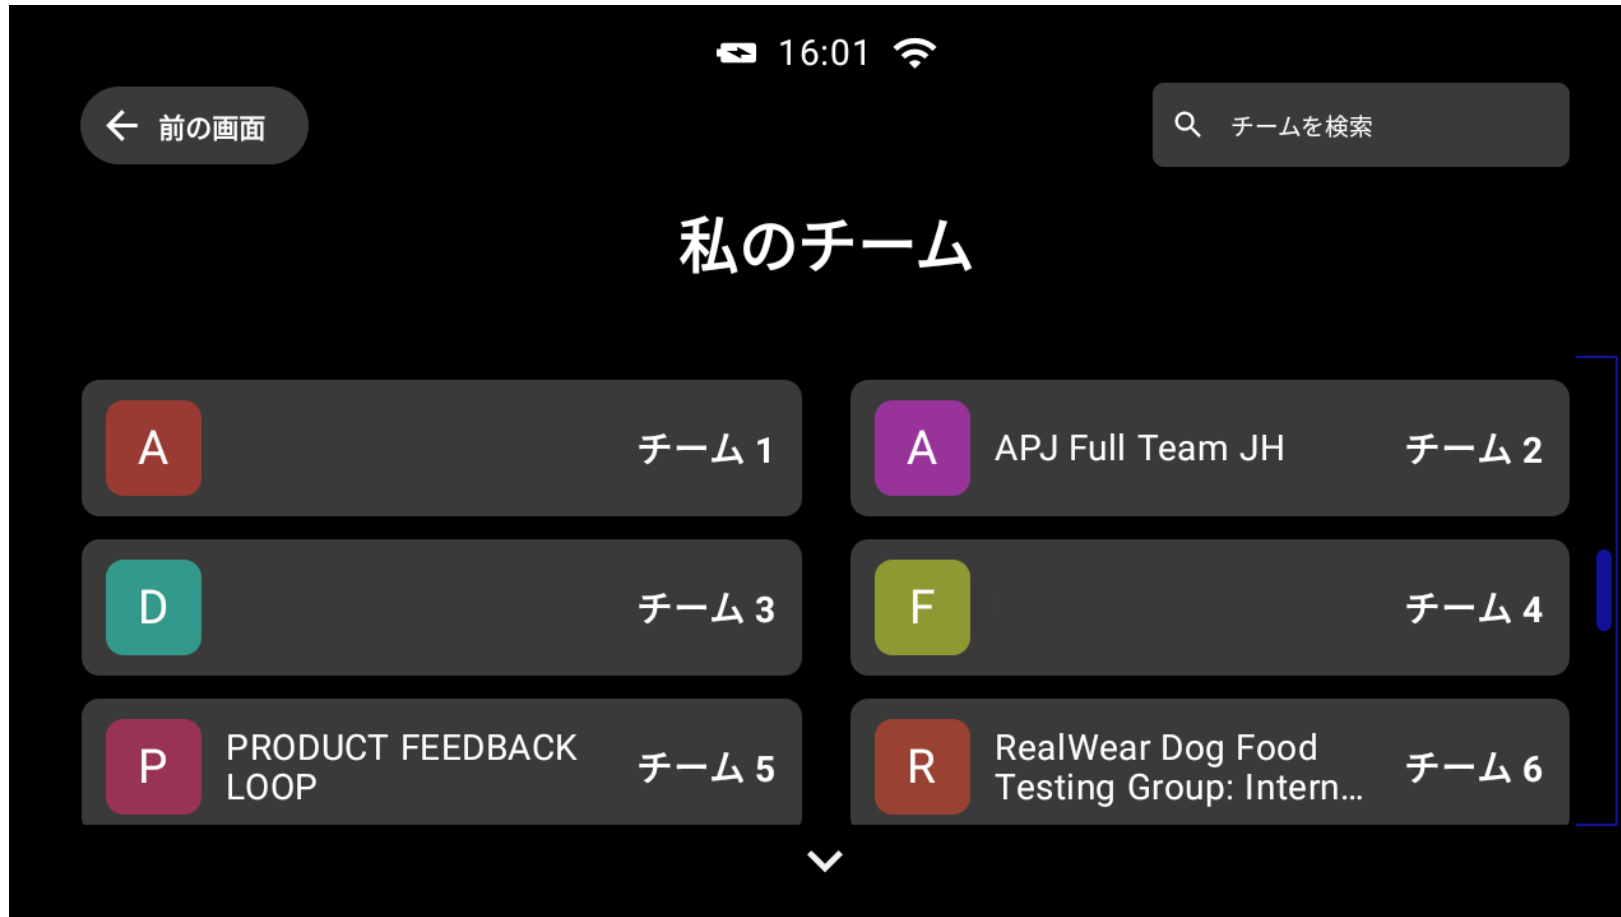 16:01
前の画面
チームを検索
私のチーム
A
チーム 1
A
APJ Full Team JH
チーム 2
D
チーム 3
F
チーム 4
P
PRODUCT FEEDBACK
LOOP
チーム 5
R
RealWear Dog Food
Testing Group: Intern...
チーム 6